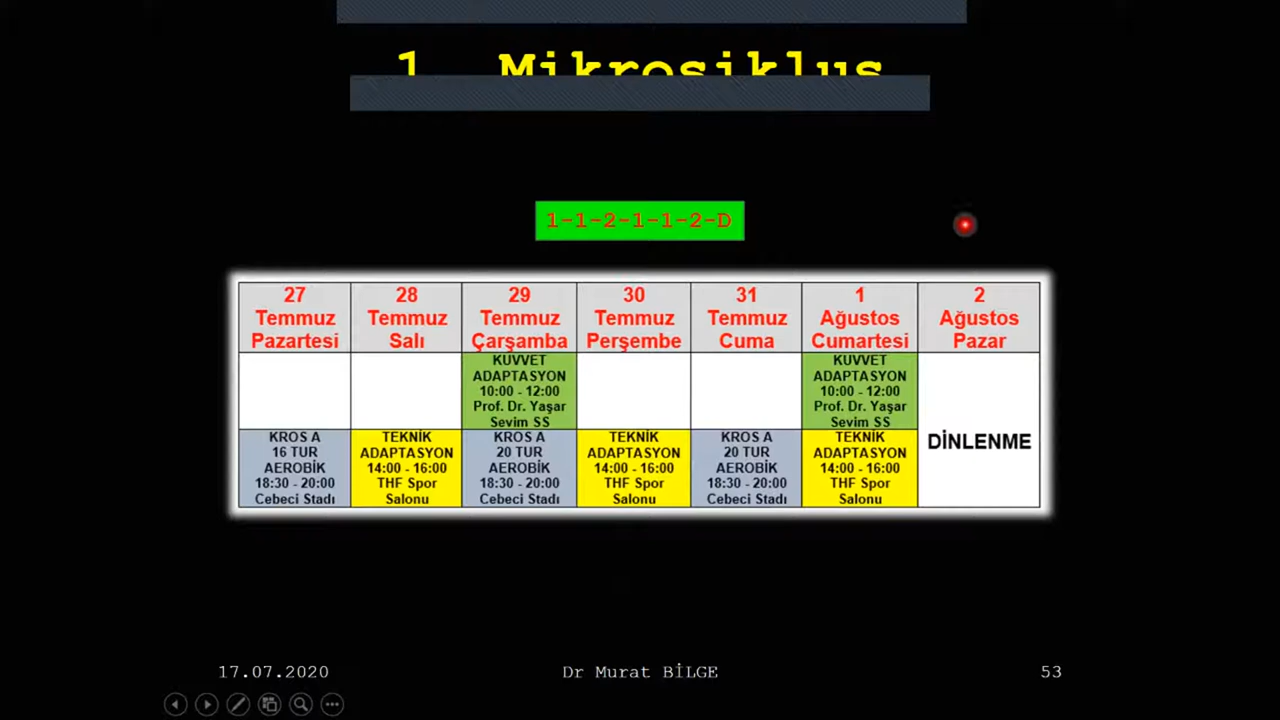 1. Mikrosiklus
1-1-2-1-1-2-D
27
Temmuz
Pazartesi
28
Temmuz
Salı
29
Temmuz
Çarşamba
30
Temmuz
Perşembe
31
Temmuz
Cuma
1
Ağustos
Cumartesi
2
Ağustos
Pazar
KUVVET
ADAPTASYON
10:00 - 12:00
Prof. Dr. Yaşar
Sevim SS
KUVVET
ADAPTASYON
10:00 - 12:00
Prof. Dr. Yaşar
Sevim SS
DİNLENME
KROS A
16 TUR
AEROBİK
18:30 - 20:00
Cebeci Stadı
TEKNİK
ADAPTASYON
14:00 - 16:00
THF Spor
Salonu
KROS A
20 TUR
AEROBİK
18:30 - 20:00
Cebeci Stadı
TEKNİK
ADAPTASYON
14:00 - 16:00
THF Spor
Salonu
KROS A
20 TUR
AEROBİK
18:30 - 20:00
Cebeci Stadı
TEKNİK
ADAPTASYON
14:00 - 16:00
THF Spor
Salonu
17.07.2020
Dr Murat BİLGE
53